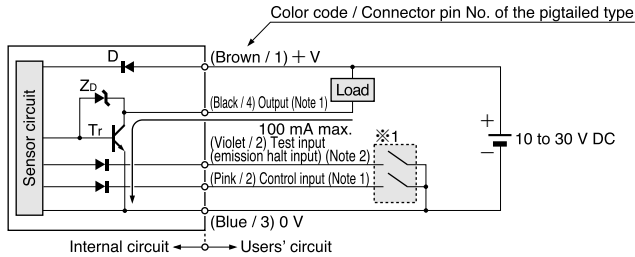 Color code / Connector pin No. of the pigtailed type
D
(Brown / 1) + V
ZD
(Black / 4) Output (Note 1)
Load
Tr
100 mA max.
※1
Sensor circuit
(Violet / 2) Test input
(emission halt input) (Note 2)
+
−
10 to 30 V DC
(Pink / 2) Control input (Note 1)
(Blue / 3) 0 V
Internal circuit
Users' circuit